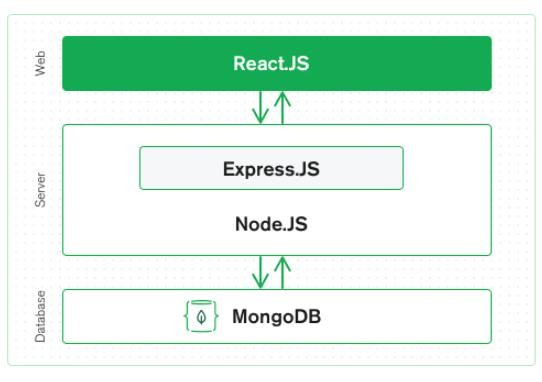 Web
React.JS
Server
Express.JS
Node.JS
Database
MongoDB